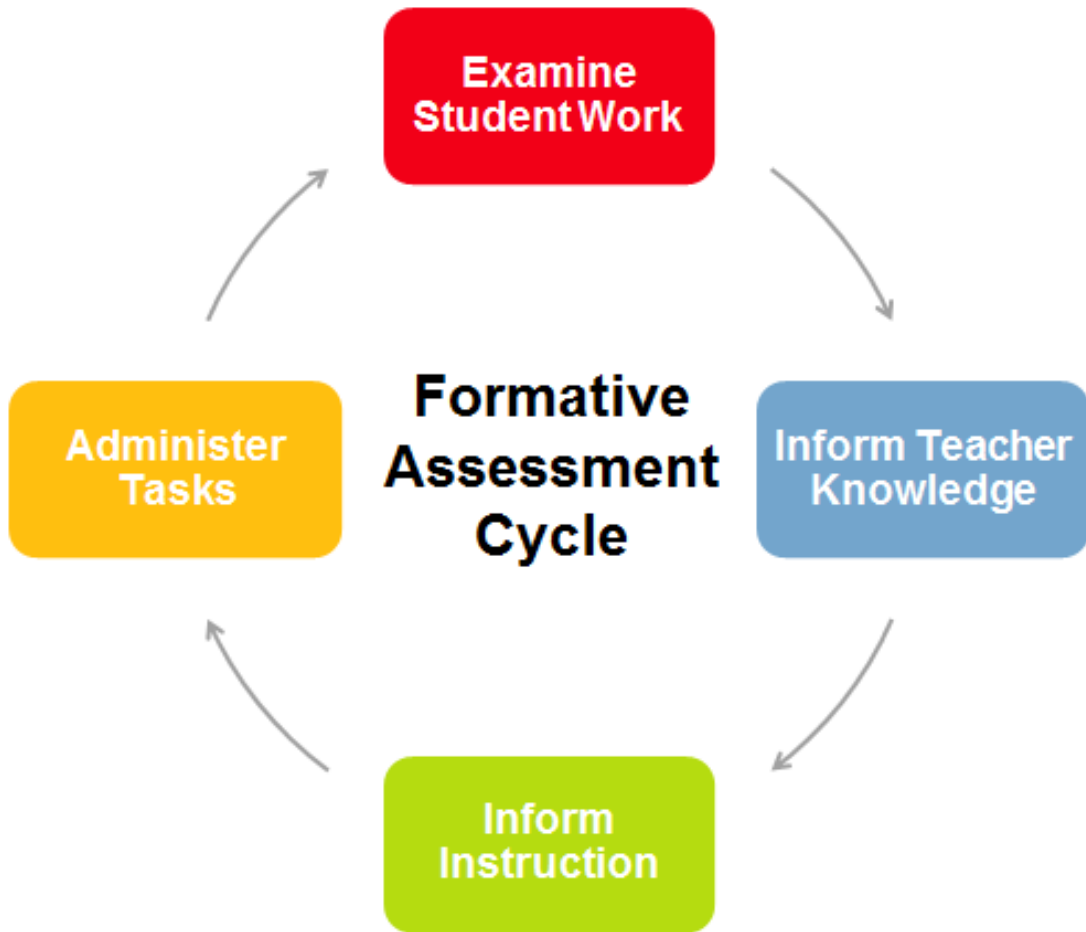 Examine
Student Work
Formative
Assessment
Cycle
Administer
Tasks
Inform Teacher
Knowledge
Inform
Instruction